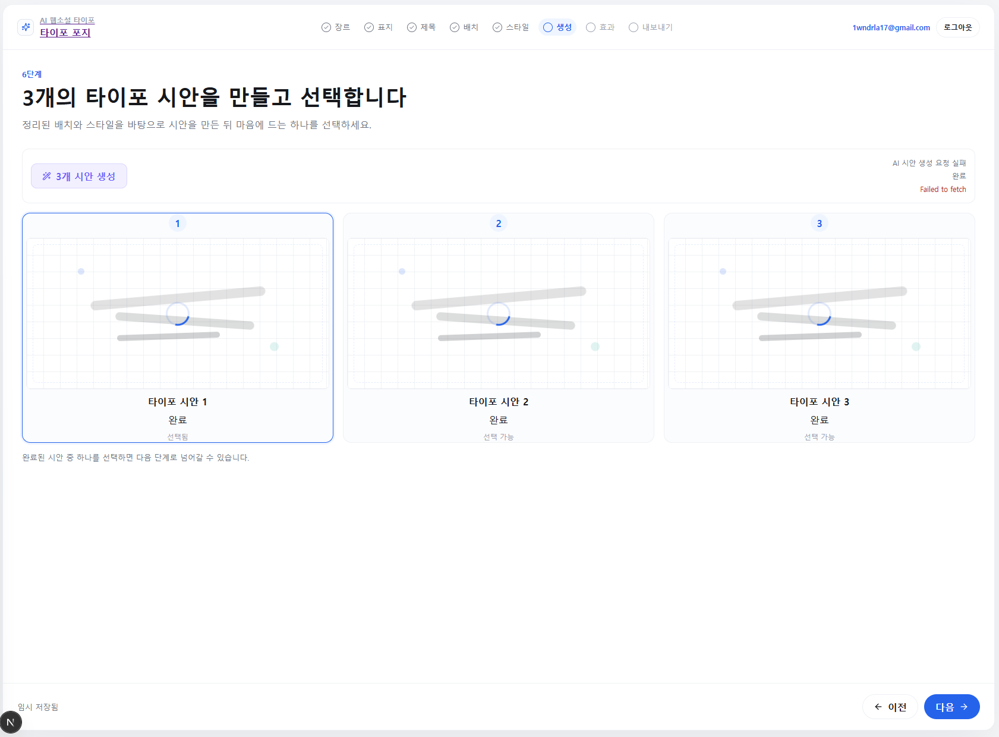 AI 웹소설 타이포
타이포 포지
장르
표지
제목
배치
스타일
생성
효과
내보내기
1wndrla17@gmail.com
로그아웃
6단계
3개의 타이포 시안을 만들고 선택합니다
정리된 배치와 스타일을 바탕으로 시안을 만든 뒤 마음에 드는 하나를 선택하세요.
3개 시안 생성
AI 시안 생성 요청 실패
완료
Failed to fetch
1
타이포 시안 1
완료
선택됨
2
타이포 시안 2
완료
선택 가능
3
타이포 시안 3
완료
선택 가능
완료된 시안 중 하나를 선택하면 다음 단계로 넘어갈 수 있습니다.
임시 저장됨
N
이전
다음